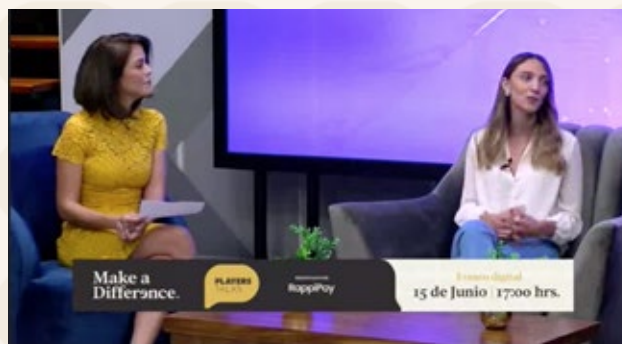 Make a
Difference.
PLAYERS
TALKS
RappiPay
Evento digital
15 de Junio | 17:00 hrs.